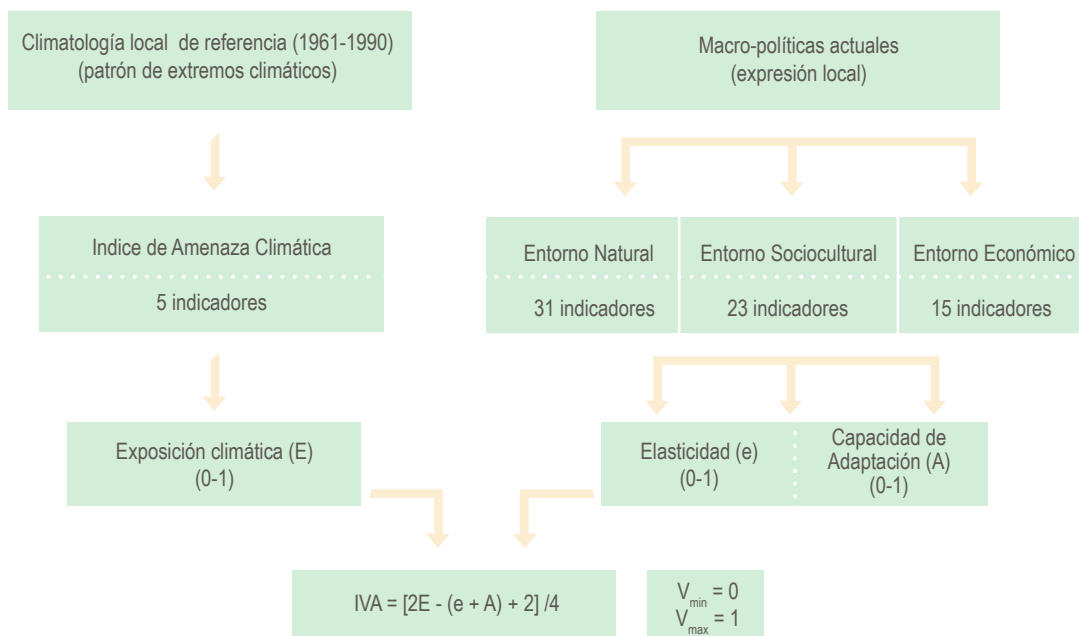 Climatología local de referencia (1961-1990)
(patrón de extremos climáticos)
Macro-políticas actuales
(expresión local)
Indice de Amenaza Climática
5 indicadores
Entorno Natural
31 indicadores
Entorno Sociocultural
23 indicadores
Entorno Económico
15 indicadores
Exposición climática (E)
(0-1)
Elasticidad (e)
(0-1)
Capacidad de
Adaptación (A)
(0-1)
IVA = [2E - (e + A) + 2] /4
V min = 0
V max = 1